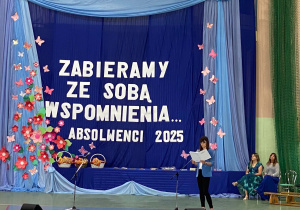 ZABIERAMY
ZE SOBĄ
WSPOMNIENIA...
ABSOLWENCI 2025